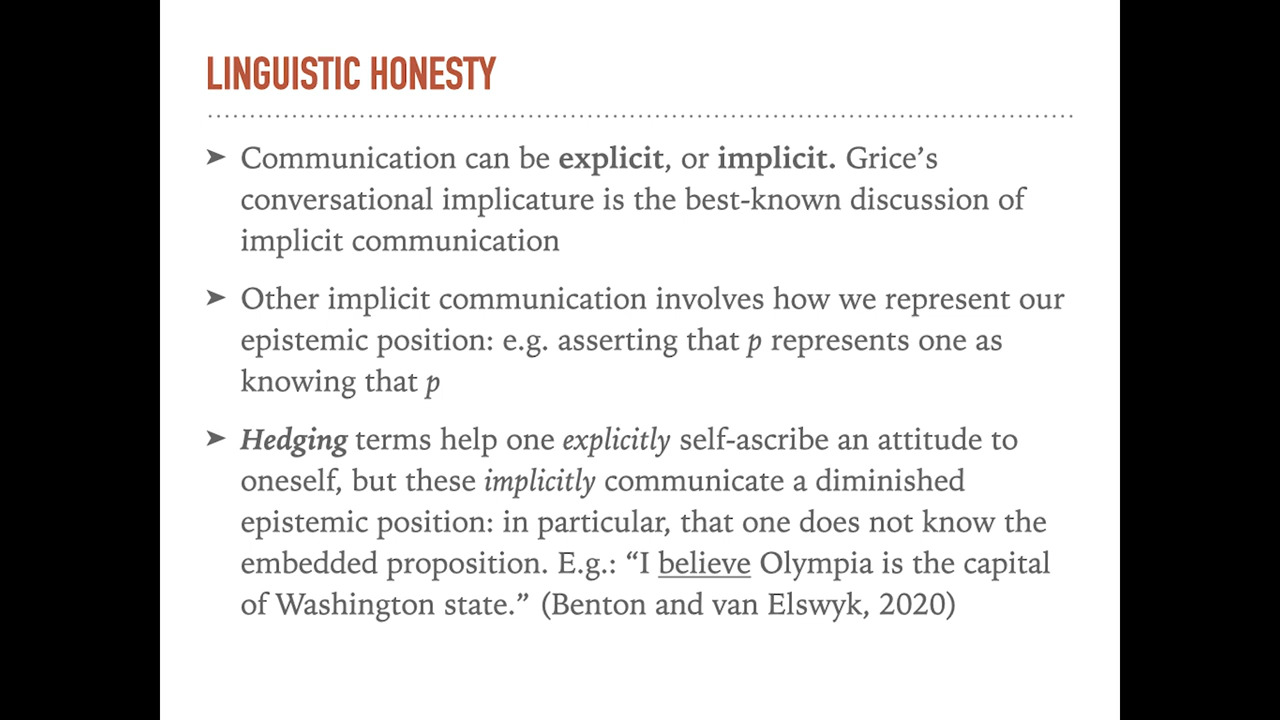 LINGUISTIC HONESTY
➤ Communication can be explicit, or implicit. Grice’s
conversational implicature is the best-known discussion of
implicit communication
➤ Other implicit communication involves how we represent our
epistemic position: e.g. asserting that p represents one as
knowing that p
➤ Hedging terms help one explicitly self-ascribe an attitude to
oneself, but these implicitly communicate a diminished
epistemic position: in particular, that one does not know the
embedded proposition. E.g.: “I believe Olympia is the capital
of Washington state.” (Benton and van Elswyk, 2020)